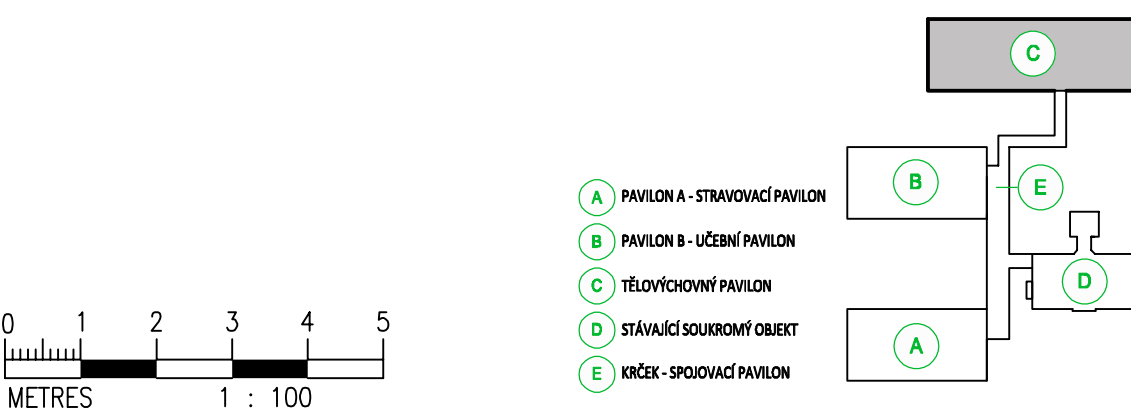 C
B
E
D
A
A PAVILON A - STRAVOVACÍ PAVILON
B PAVILON B - UČEBNÍ PAVILON
C TĚLOVÝCHOVNÝ PAVILON
D STÁVAJÍCÍ SOUKROMÝ OBJEKT
E KRČEK - SPOJOVACÍ PAVILON
0 1 2 3 4 5
METRES 1 : 100